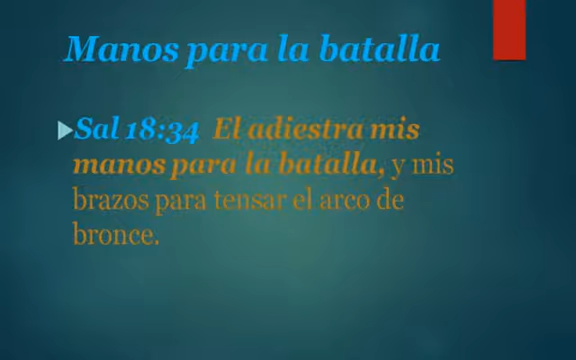 Manos para la batalla
Sal 18:34 El adiestra mis
manos para la batalla, y mis
brazos para tensar el arco de
bronce.